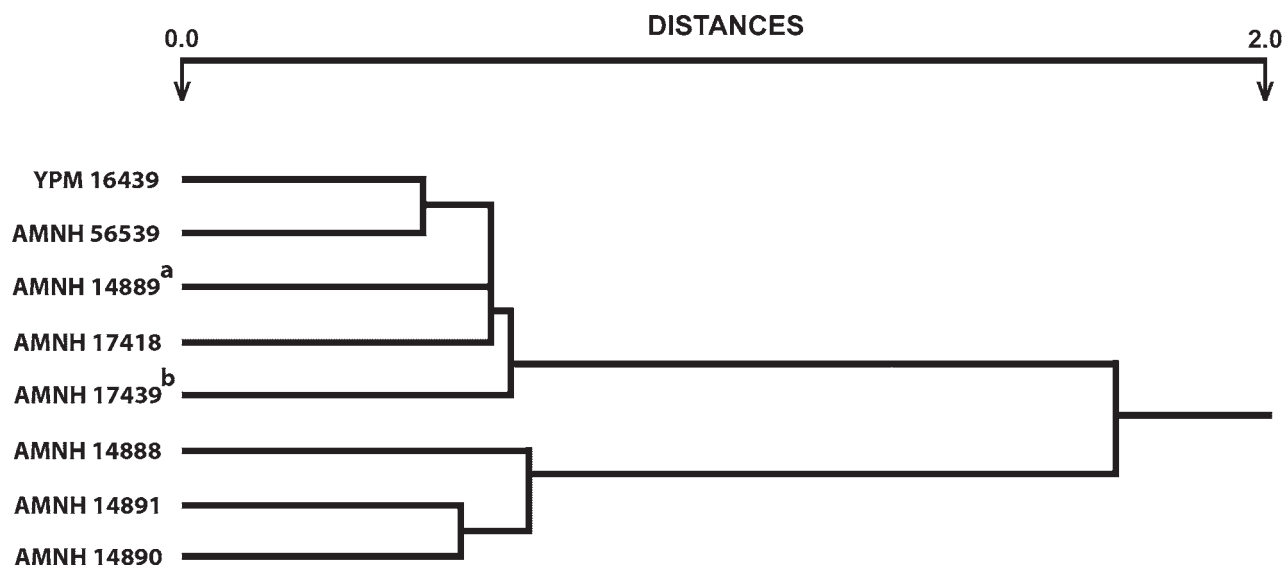 DISTANCES
0.0 2.0
YPM 16439
AMNH 56539
AMNH 14889a
AMNH 17418
AMNH 17439b
AMNH 14888
AMNH 14891
AMNH 14890